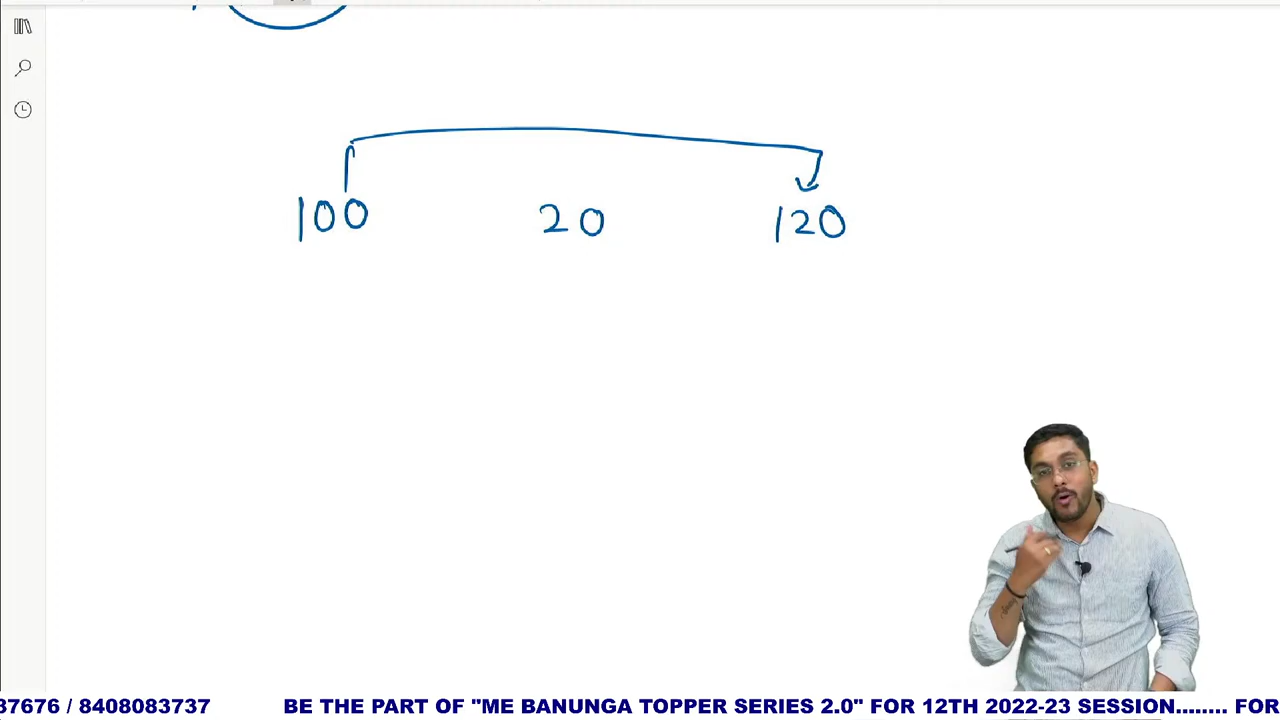 100 20 120
37676 / 8408083737 BE THE PART OF "ME BANUNGA TOPPER SERIES 2.0" FOR 12TH 2022-23 SESSION........ FOR